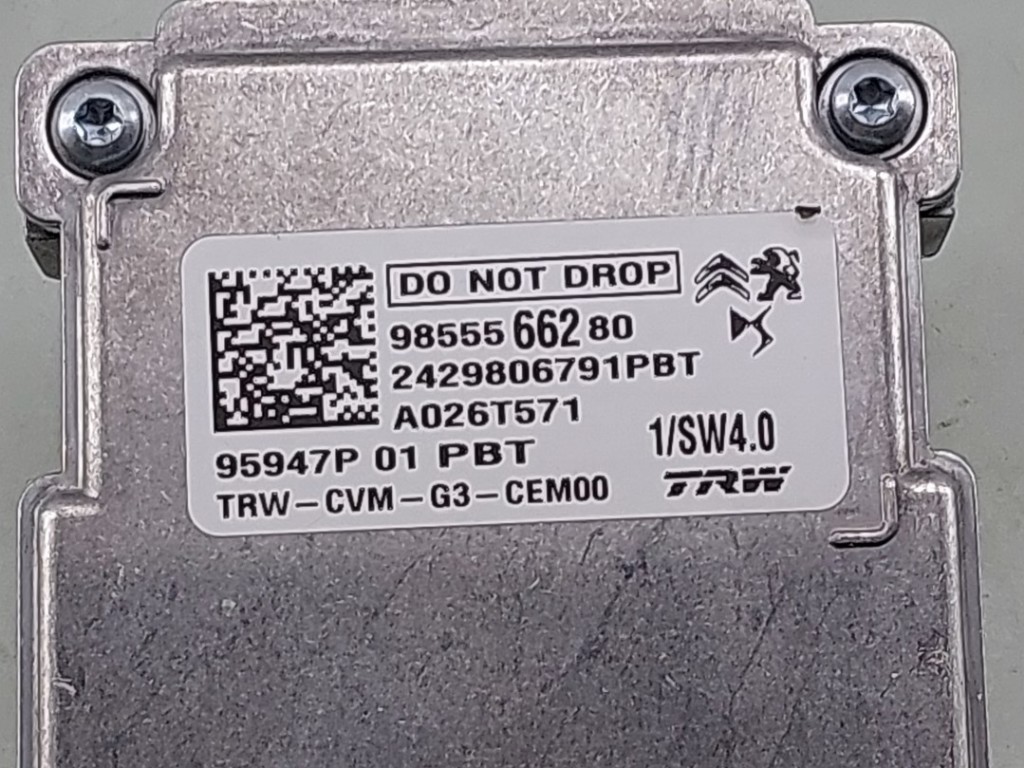 DO NOT DROP
98555 662 80
2429806791PBT
A026T571
95947P 01 PBT
1/SW4.0
TRW-CVM-G3-CEM00
TRW